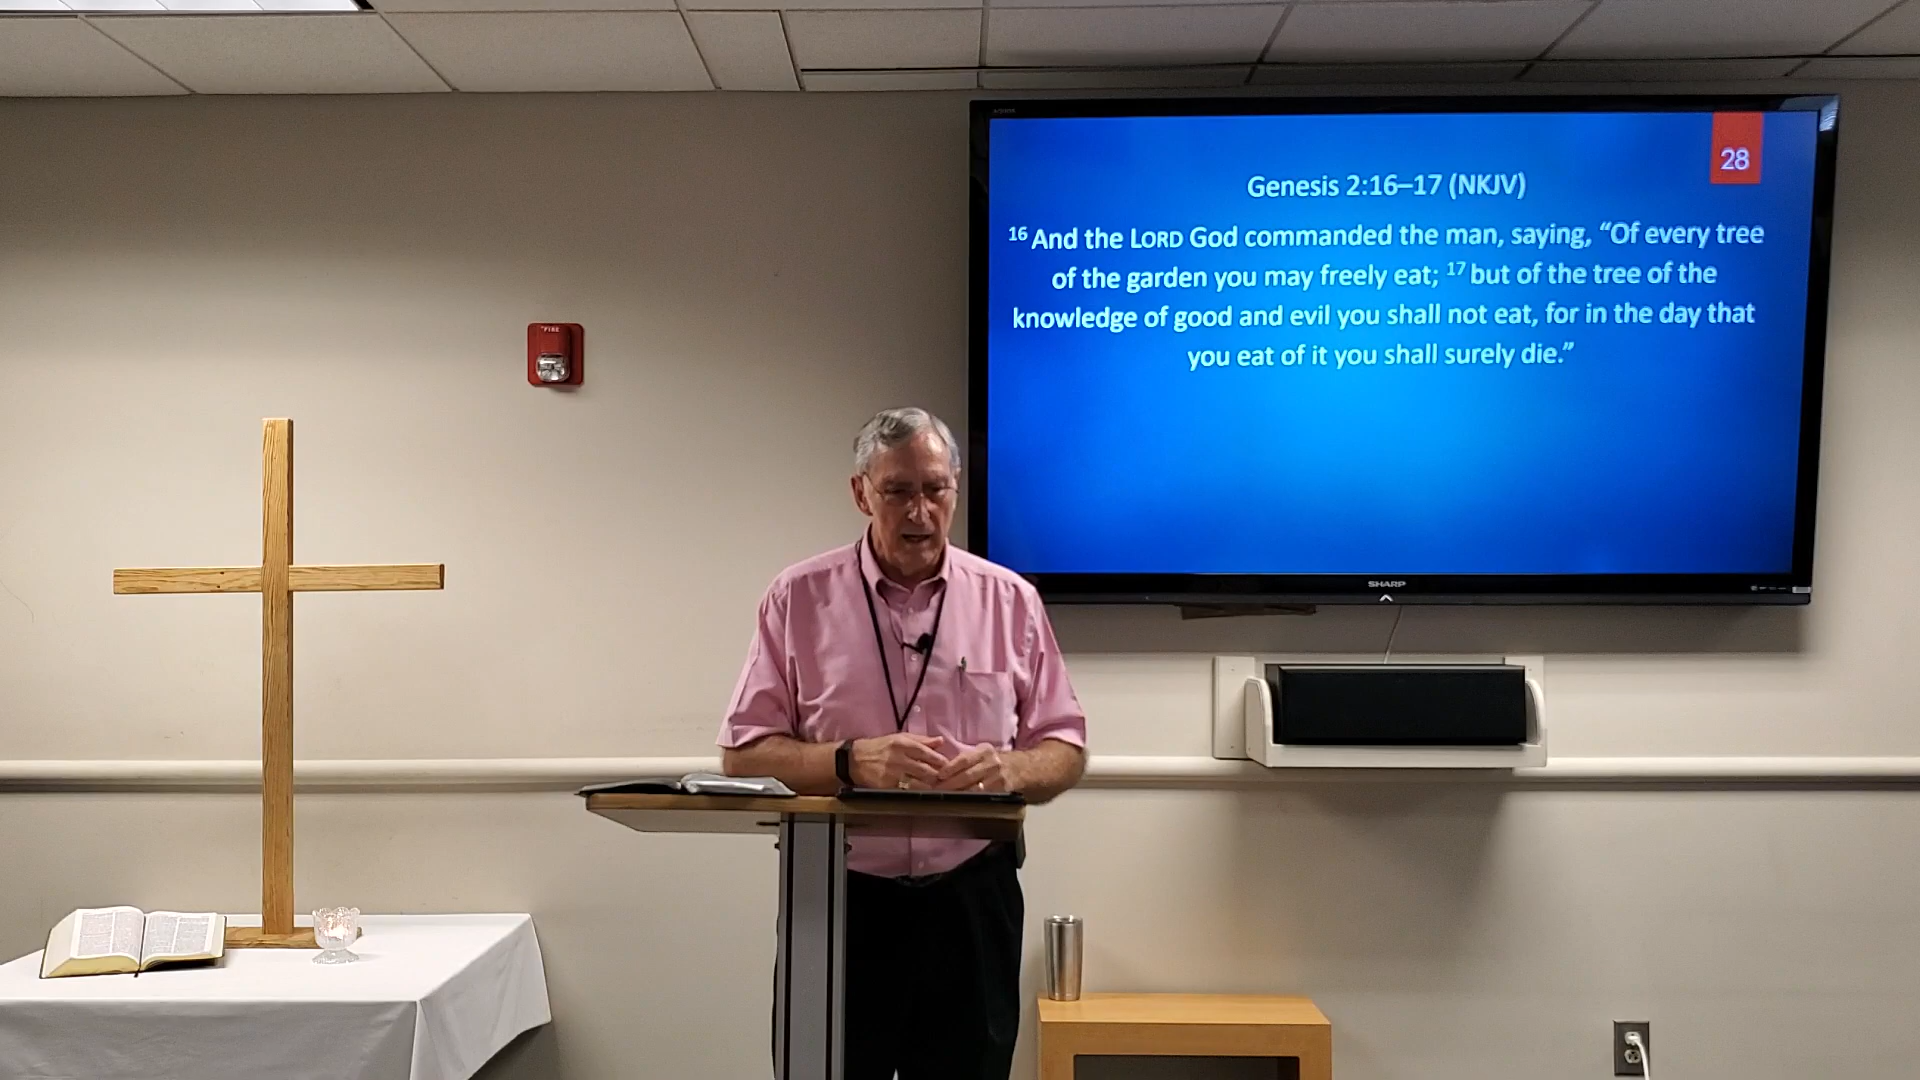 28
Genesis 2:16–17 (NKJV)
16 And the LORD God commanded the man, saying, “Of every tree
of the garden you may freely eat; 17 but of the tree of the
knowledge of good and evil you shall not eat, for in the day that
you eat of it you shall surely die.”
SHARP
FIRE